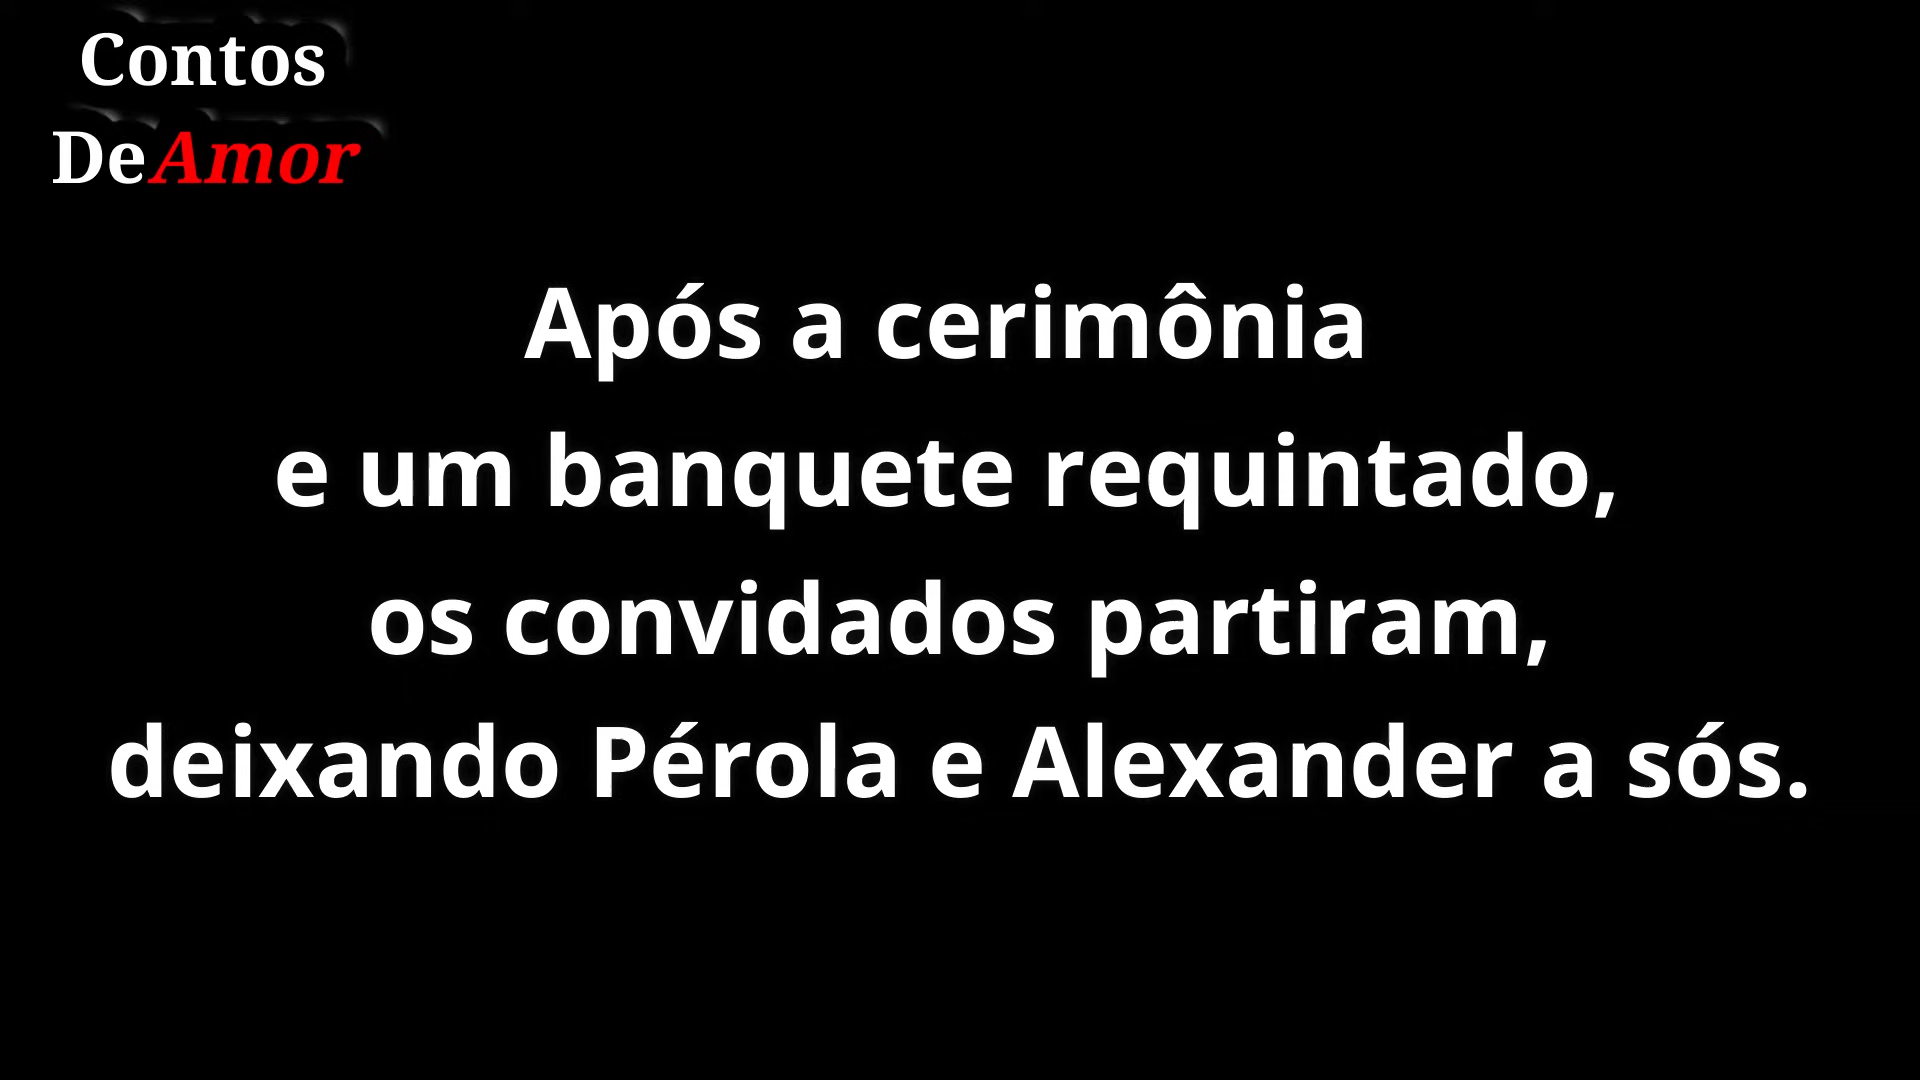 Contos
DeAmor
Após a cerimônia
e um banquete requintado,
os convidados partiram,
deixando Pérola e Alexander a sós.